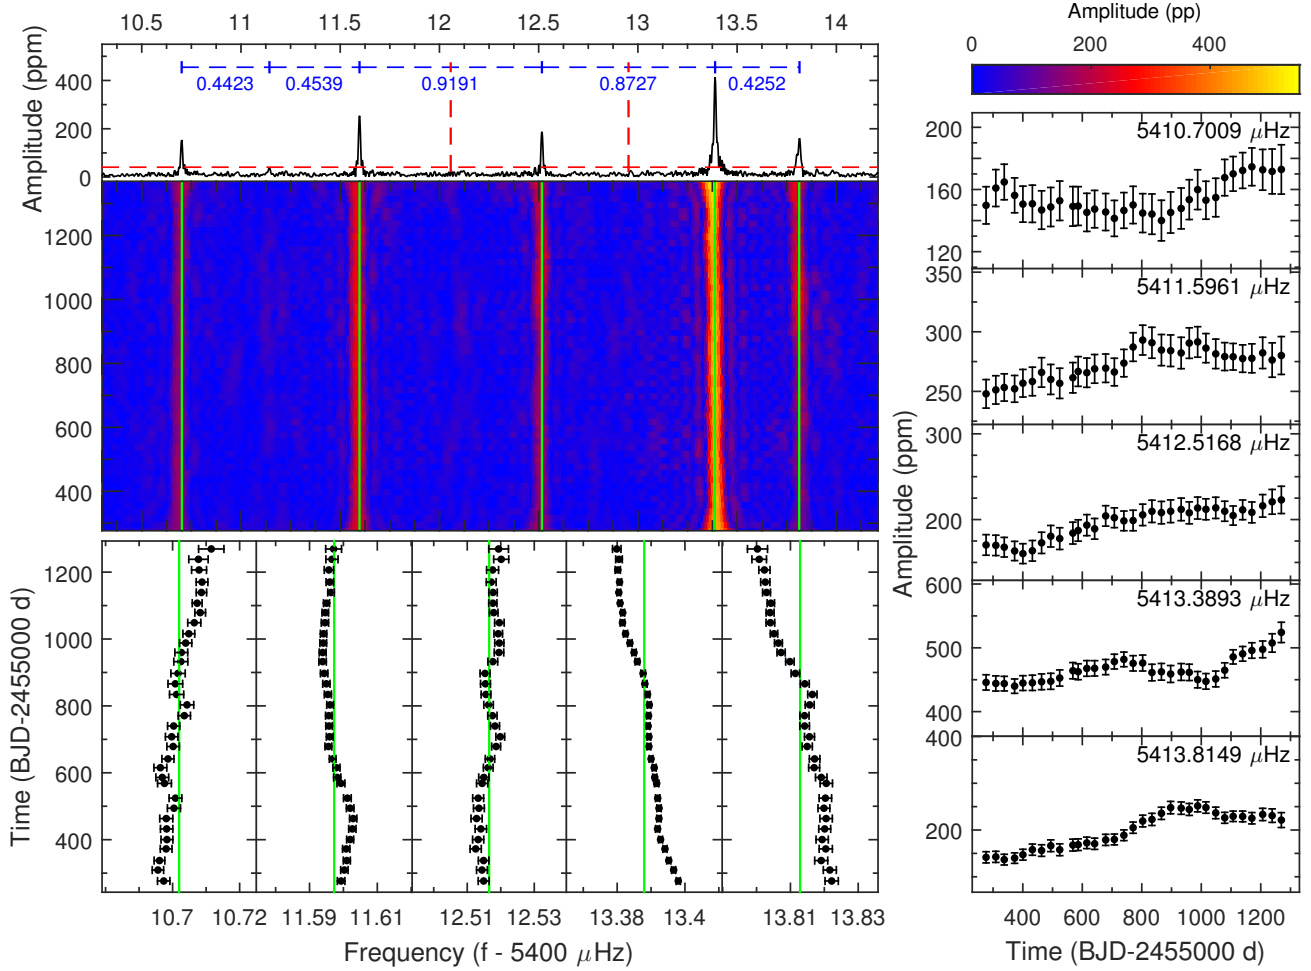 10.5 11 11.5 12 12.5 13 13.5 14
Amplitude (ppm)
400
200
0
0.4423 0.4539 0.9191 0.8727 0.4252
1200
1000
800
600
400
Time (BJD-2455000 d)
1200
1000
800
600
400
10.7 10.72 11.59 11.61 12.51 12.53 13.38 13.4 13.81 13.83
Frequency (f - 5400 μHz)
Amplitude (pp)
0 200 400
5410.7009 μHz
200
160
120
5411.5961 μHz
350
300
250
5412.5168 μHz
300
200
Amplitude (ppm)
5413.3893 μHz
600
500
400
5413.8149 μHz
400
200
400 600 800 1000 1200
Time (BJD-2455000 d)